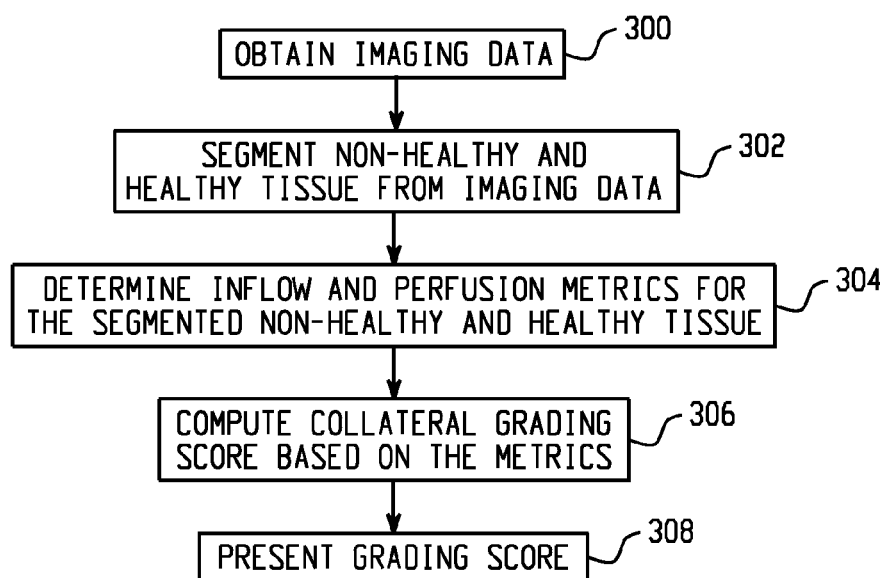 OBTAIN IMAGING DATA
300
SEGMENT NON-HEALTHY AND
HEALTHY TISSUE FROM IMAGING DATA
302
DETERMINE INFLOW AND PERFUSION METRICS FOR
THE SEGMENTED NON-HEALTHY AND HEALTHY TISSUE
304
COMPUTE COLLATERAL GRADING
SCORE BASED ON THE METRICS
306
PRESENT GRADING SCORE
308